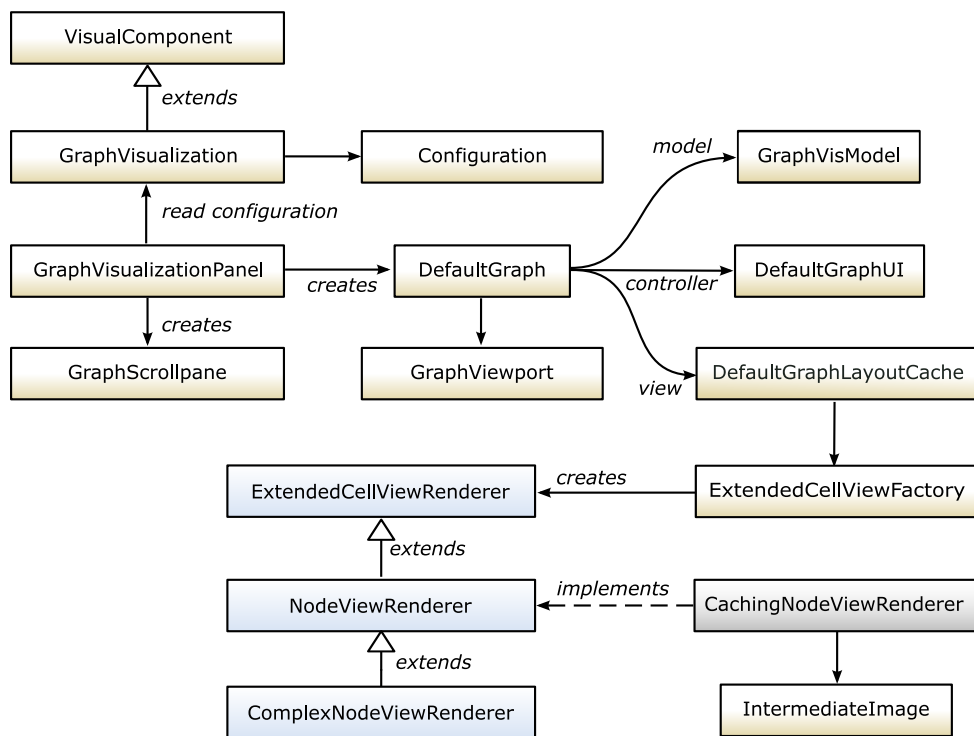 VisualComponent
extends
GraphVisualization
Configuration
model
GraphVisModel
read configuration
GraphVisualizationPanel
creates
DefaultGraph
controller
DefaultGraphUI
creates
GraphScrollpane
GraphViewport
view
DefaultGraphLayoutCache
ExtendedCellViewRenderer
creates
ExtendedCellViewFactory
extends
NodeViewRenderer
implements
CachingNodeViewRenderer
extends
ComplexNodeViewRenderer
IntermediateImage